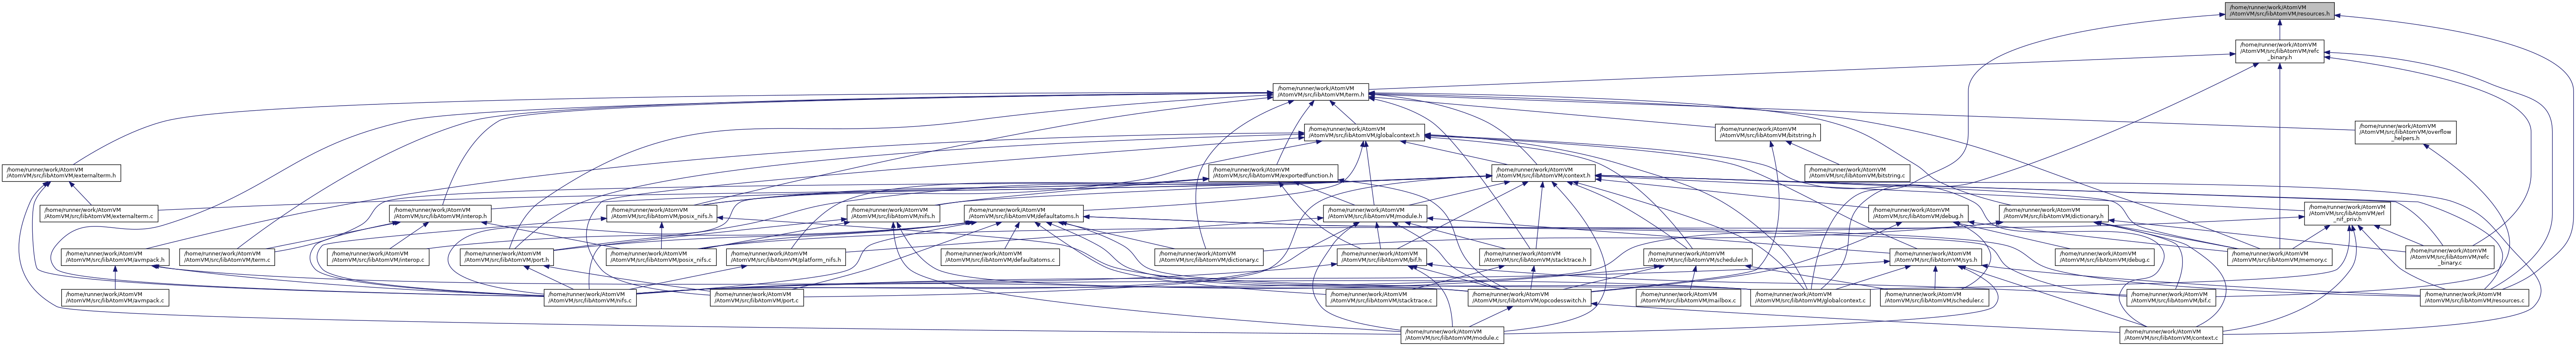 /home/runner/work/AtomVM
/AtomVM/src/libAtomVM/resources.h
/home/runner/work/AtomVM
/AtomVM/src/libAtomVM/refc
_binary.h
/home/runner/work/AtomVM
/AtomVM/src/libAtomVM/term.h
/home/runner/work/AtomVM
/AtomVM/src/libAtomVM/globalcontext.h
/home/runner/work/AtomVM
/AtomVM/src/libAtomVM/bitstring.h
/home/runner/work/AtomVM
/AtomVM/src/libAtomVM/overflow
_helpers.h
/home/runner/work/AtomVM
/AtomVM/src/libAtomVM/externalterm.h
/home/runner/work/AtomVM
/AtomVM/src/libAtomVM/exportedfunction.h
/home/runner/work/AtomVM
/AtomVM/src/libAtomVM/context.h
/home/runner/work/AtomVM
/AtomVM/src/libAtomVM/bitstring.c
/home/runner/work/AtomVM
/AtomVM/src/libAtomVM/externalterm.c
/home/runner/work/AtomVM
/AtomVM/src/libAtomVM/interop.h
/home/runner/work/AtomVM
/AtomVM/src/libAtomVM/posix_nifs.h
/home/runner/work/AtomVM
/AtomVM/src/libAtomVM/nifs.h
/home/runner/work/AtomVM
/AtomVM/src/libAtomVM/defaultatoms.h
/home/runner/work/AtomVM
/AtomVM/src/libAtomVM/module.h
/home/runner/work/AtomVM
/AtomVM/src/libAtomVM/debug.h
/home/runner/work/AtomVM
/AtomVM/src/libAtomVM/dictionary.h
/home/runner/work/AtomVM
/AtomVM/src/libAtomVM/erl
_nif_priv.h
/home/runner/work/AtomVM
/AtomVM/src/libAtomVM/avmpack.h
/home/runner/work/AtomVM
/AtomVM/src/libAtomVM/term.c
/home/runner/work/AtomVM
/AtomVM/src/libAtomVM/interop.c
/home/runner/work/AtomVM
/AtomVM/src/libAtomVM/port.h
/home/runner/work/AtomVM
/AtomVM/src/libAtomVM/posix_nifs.c
/home/runner/work/AtomVM
/AtomVM/src/libAtomVM/platform_nifs.h
/home/runner/work/AtomVM
/AtomVM/src/libAtomVM/defaultatoms.c
/home/runner/work/AtomVM
/AtomVM/src/libAtomVM/dictionary.c
/home/runner/work/AtomVM
/AtomVM/src/libAtomVM/bif.h
/home/runner/work/AtomVM
/AtomVM/src/libAtomVM/stacktrace.h
/home/runner/work/AtomVM
/AtomVM/src/libAtomVM/scheduler.h
/home/runner/work/AtomVM
/AtomVM/src/libAtomVM/sys.h
/home/runner/work/AtomVM
/AtomVM/src/libAtomVM/debug.c
/home/runner/work/AtomVM
/AtomVM/src/libAtomVM/memory.c
/home/runner/work/AtomVM
/AtomVM/src/libAtomVM/refc
_binary.c
/home/runner/work/AtomVM
/AtomVM/src/libAtomVM/avmpack.c
/home/runner/work/AtomVM
/AtomVM/src/libAtomVM/nifs.c
/home/runner/work/AtomVM
/AtomVM/src/libAtomVM/port.c
/home/runner/work/AtomVM
/AtomVM/src/libAtomVM/stacktrace.c
/home/runner/work/AtomVM
/AtomVM/src/libAtomVM/opcodesswitch.h
/home/runner/work/AtomVM
/AtomVM/src/libAtomVM/mailbox.c
/home/runner/work/AtomVM
/AtomVM/src/libAtomVM/globalcontext.c
/home/runner/work/AtomVM
/AtomVM/src/libAtomVM/scheduler.c
/home/runner/work/AtomVM
/AtomVM/src/libAtomVM/bif.c
/home/runner/work/AtomVM
/AtomVM/src/libAtomVM/resources.c
/home/runner/work/AtomVM
/AtomVM/src/libAtomVM/module.c
/home/runner/work/AtomVM
/AtomVM/src/libAtomVM/context.c